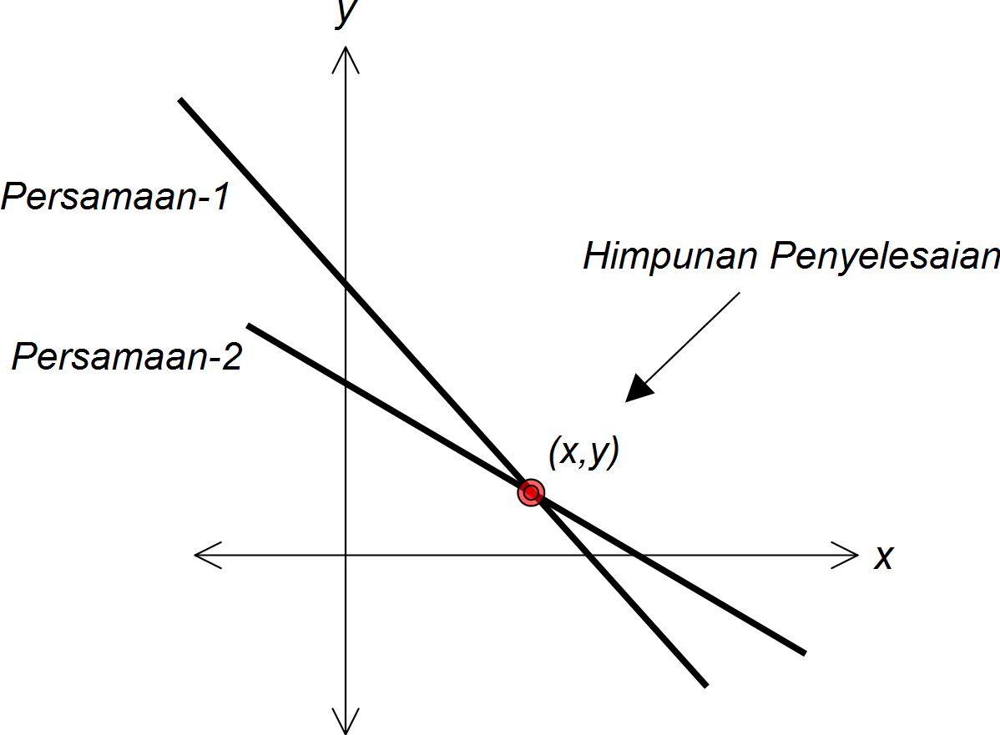 y
Persamaan-1
Himpunan Penyelesaian
Persamaan-2
(x,y)
x